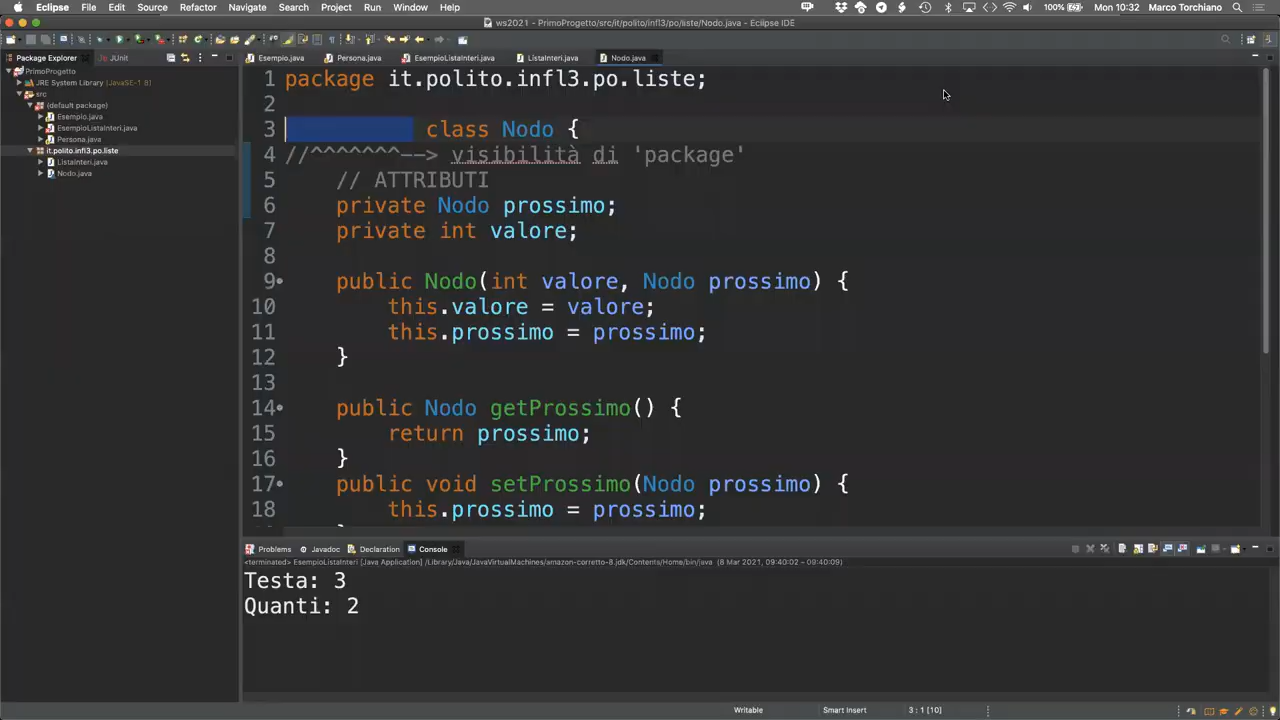 Eclipse File Edit Source Refactor Navigate Search Project Run Window Help 100% Mon 10:32 Marco Torchiano
ws2021 - PrimoProgetto/src/it/polito/infl3/po/liste/Nodo.java - Eclipse IDE
Package Explorer JUnit
Esempio.java Persona.java EsempioListaInteri.java ListaInteri.java Nodo.java
PrimoProgetto
JRE System Library [JavaSE-1 8]
src
(default package)
Esempio.java
EsempioListaInteri.java
Persona.java
it.polito.infl3.po.liste
ListaInteri.java
Nodo.java
1 package it.polito.infl3.po.liste;
2
3 class Nodo {
4 //^^^^^^^--> visibilità di 'package'
5 // ATTRIBUTI
6 private Nodo prossimo;
7 private int valore;
8
9 public Nodo(int valore, Nodo prossimo) {
10 this.valore = valore;
11 this.prossimo = prossimo;
12 }
13
14 public Nodo getProssimo() {
15 return prossimo;
16 }
17 public void setProssimo(Nodo prossimo) {
18 this.prossimo = prossimo;
Problems Javadoc Declaration Console
<terminated> EsempioListaInteri [Java Application] /Library/Java/JavaVirtualMachines/amazon-corretto-8.jdk/Contents/Home/bin/java (8 Mar 2021, 09:40:02 – 09:40:09)
Testa: 3
Quanti: 2
Writable Smart Insert 3 : 1 [10]